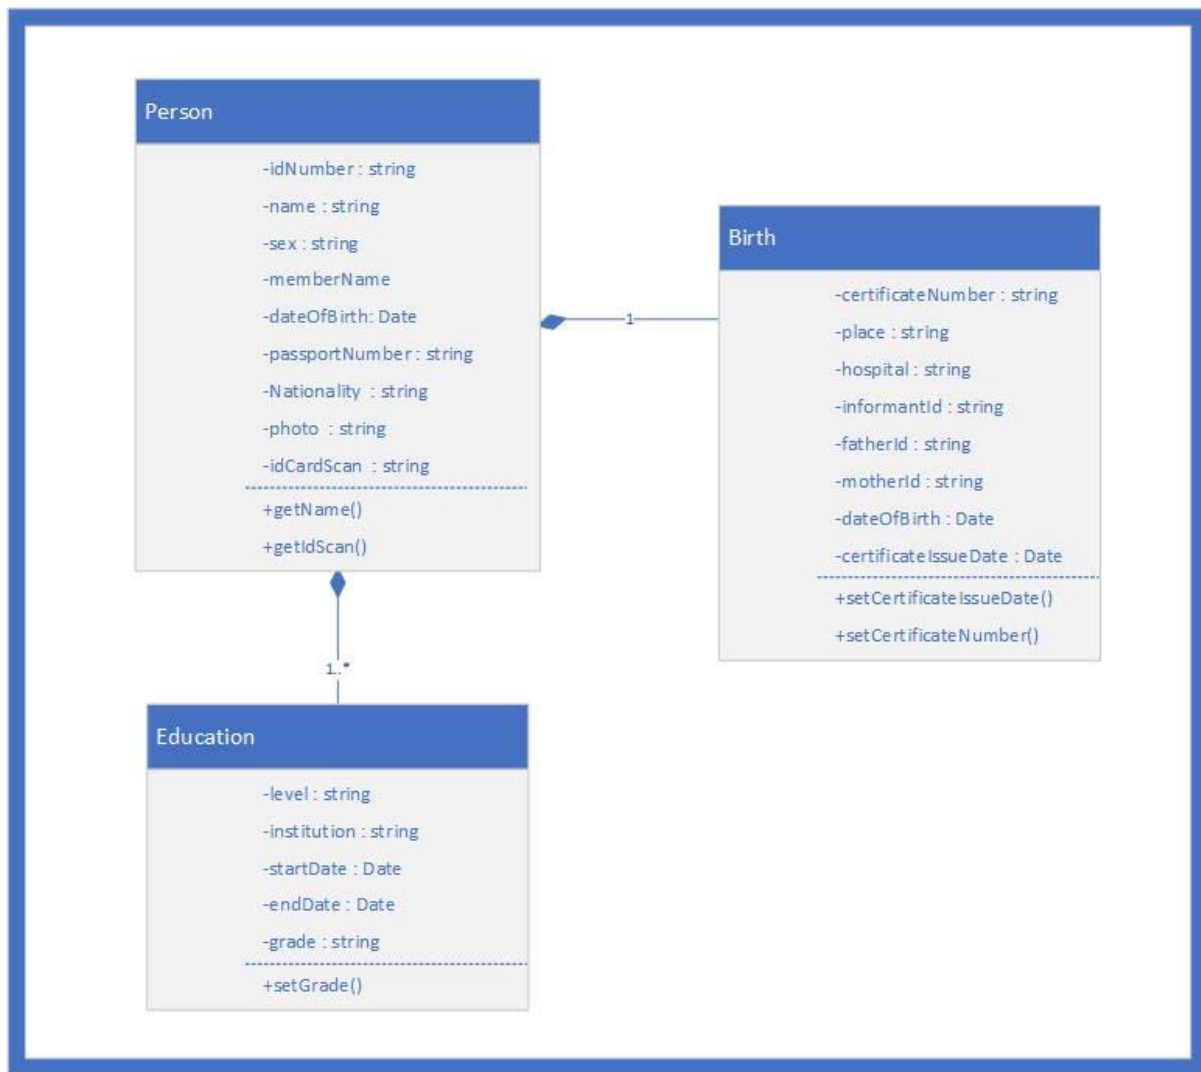 Person
-idNumber : string
-name : string
-sex : string
-memberName
-dateOfBirth: Date
-passportNumber : string
-Nationality : string
-photo : string
-idCardScan : string
+getName()
+getIdScan()
1
Birth
-certificateNumber : string
-place : string
-hospital : string
-informantId : string
-fatherId : string
-motherId : string
-dateOfBirth : Date
-certificateIssueDate : Date
+setCertificateIssueDate()
+setCertificateNumber()
1..*
Education
-level : string
-institution : string
-startDate : Date
-endDate : Date
-grade : string
+setGrade()